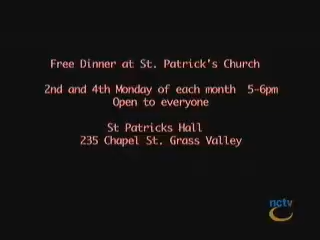 Free Dinner at St. Patrick's Church
2nd and 4th Monday of each month 5-6pm
Open to everyone
St Patricks Hall
235 Chapel St. Grass Valley
nctv